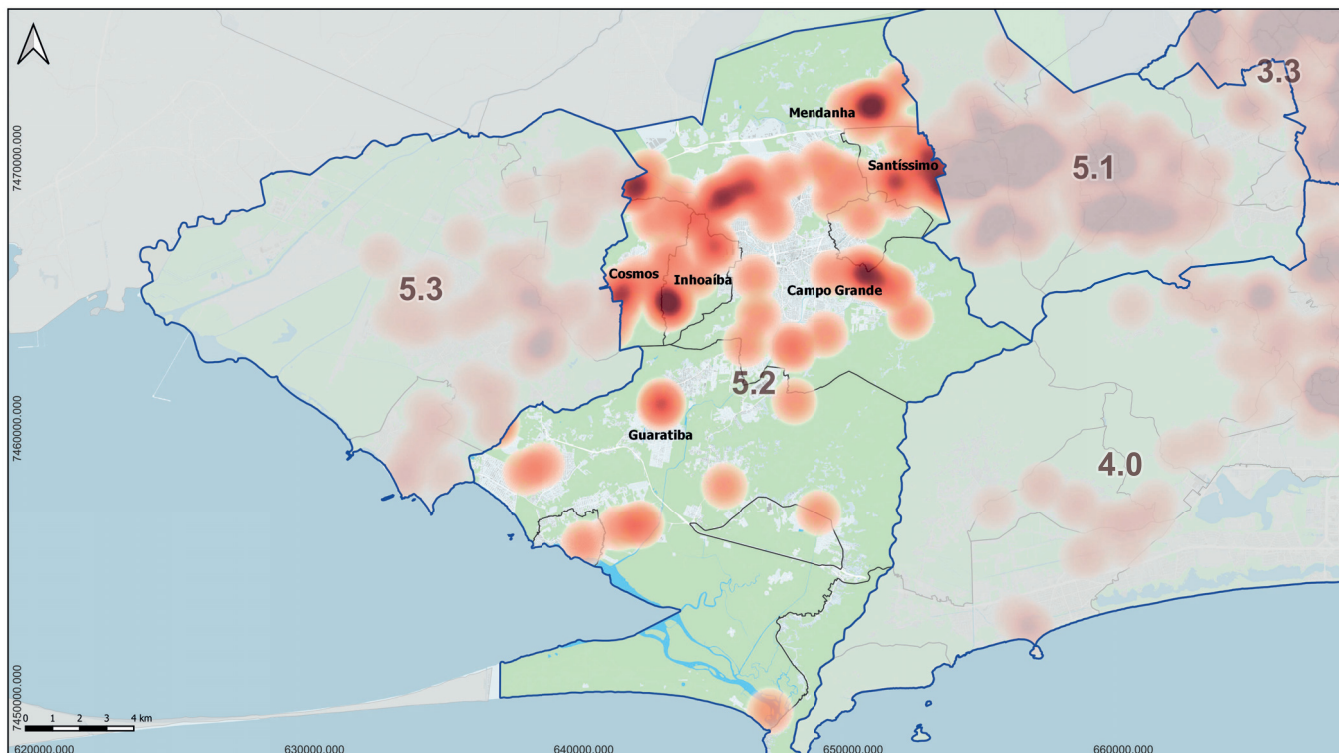 3.3
Mendanha
Santíssimo
5.1
Cosmos
Inhoaíba
Campo Grande
5.3
5.2
Guaratiba
4.0
7470000.000
7460000.000
7450000.000
0 1 2 3 4 km
620000.000 630000.000 640000.000 650000.000 660000.000